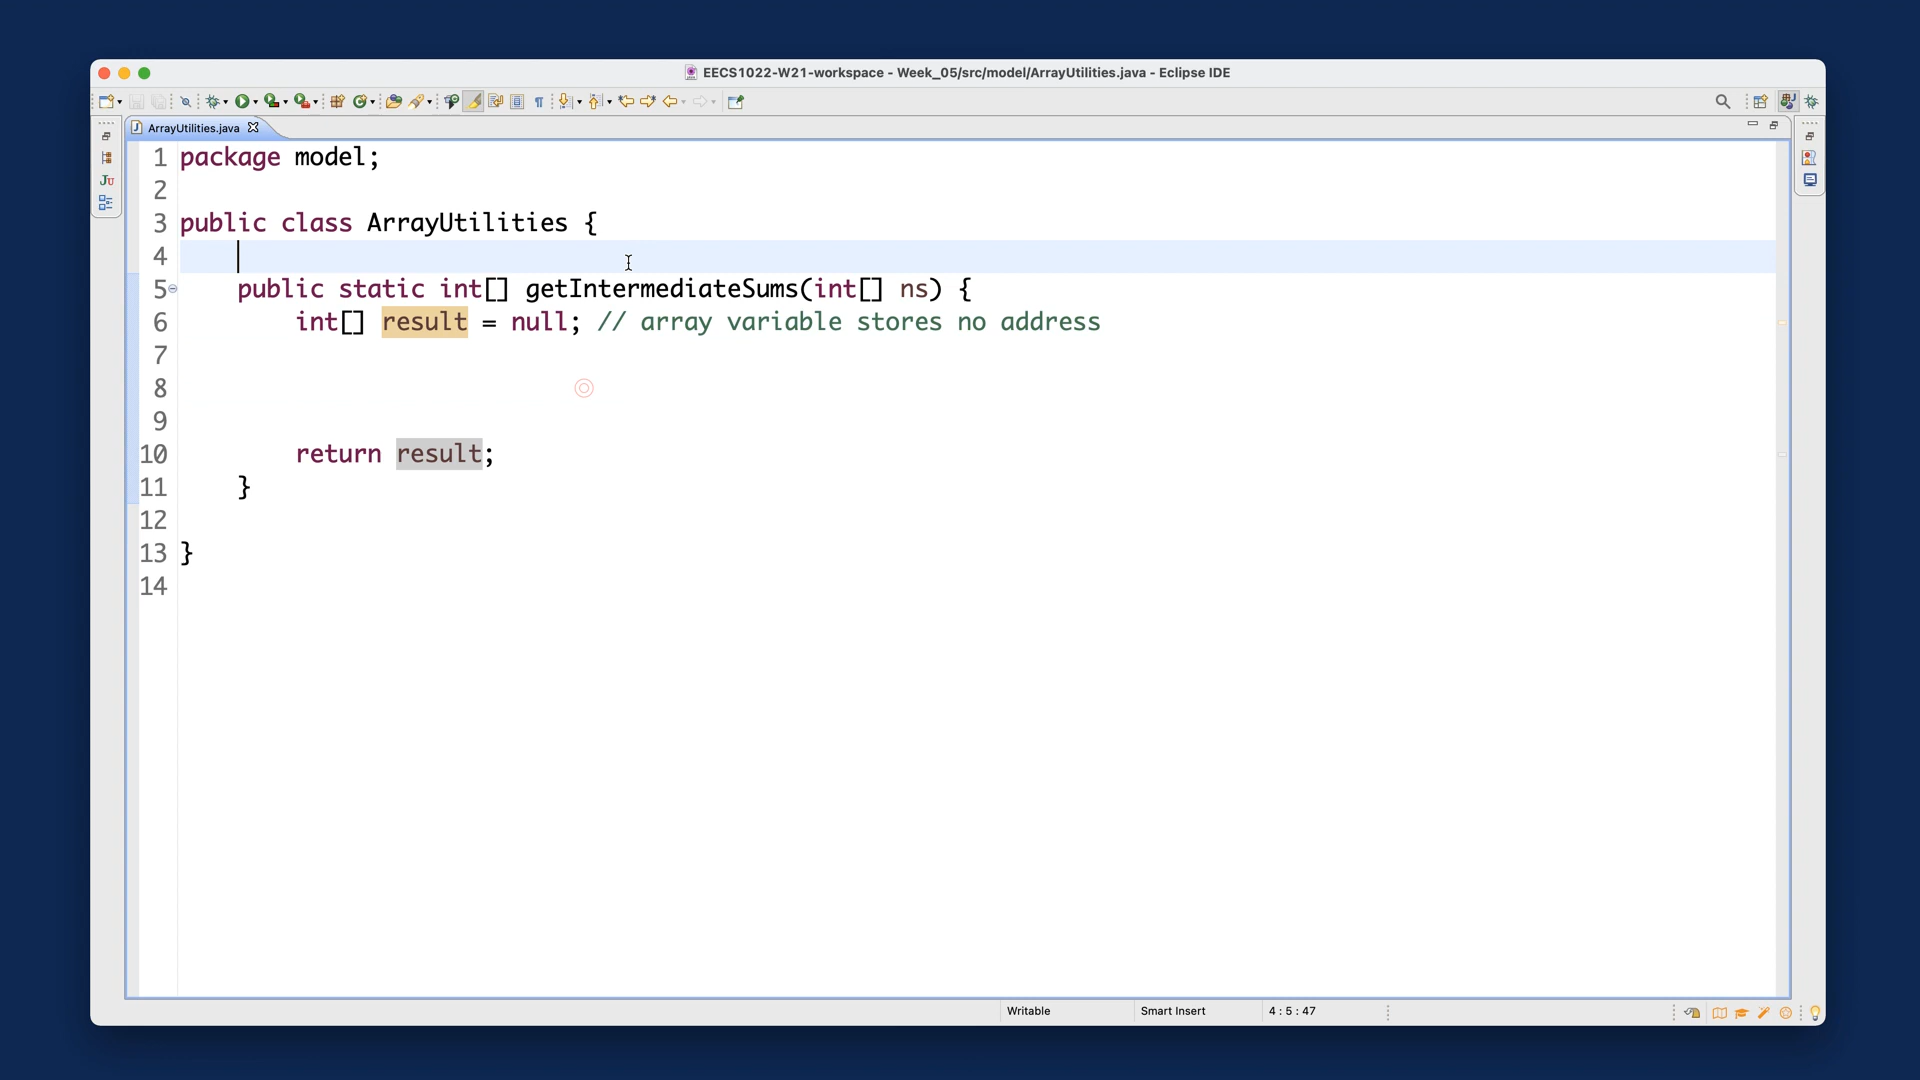 EECS1022-W21-workspace - Week_05/src/model/ArrayUtilities.java - Eclipse IDE
ArrayUtilities.java
1 package model;
2
3 public class ArrayUtilities {
4
5 public static int[] getIntermediateSums(int[] ns) {
6 int[] result = null; // array variable stores no address
7
8
9
10 return result;
11 }
12
13 }
14
Writable Smart Insert 4 : 5 : 47